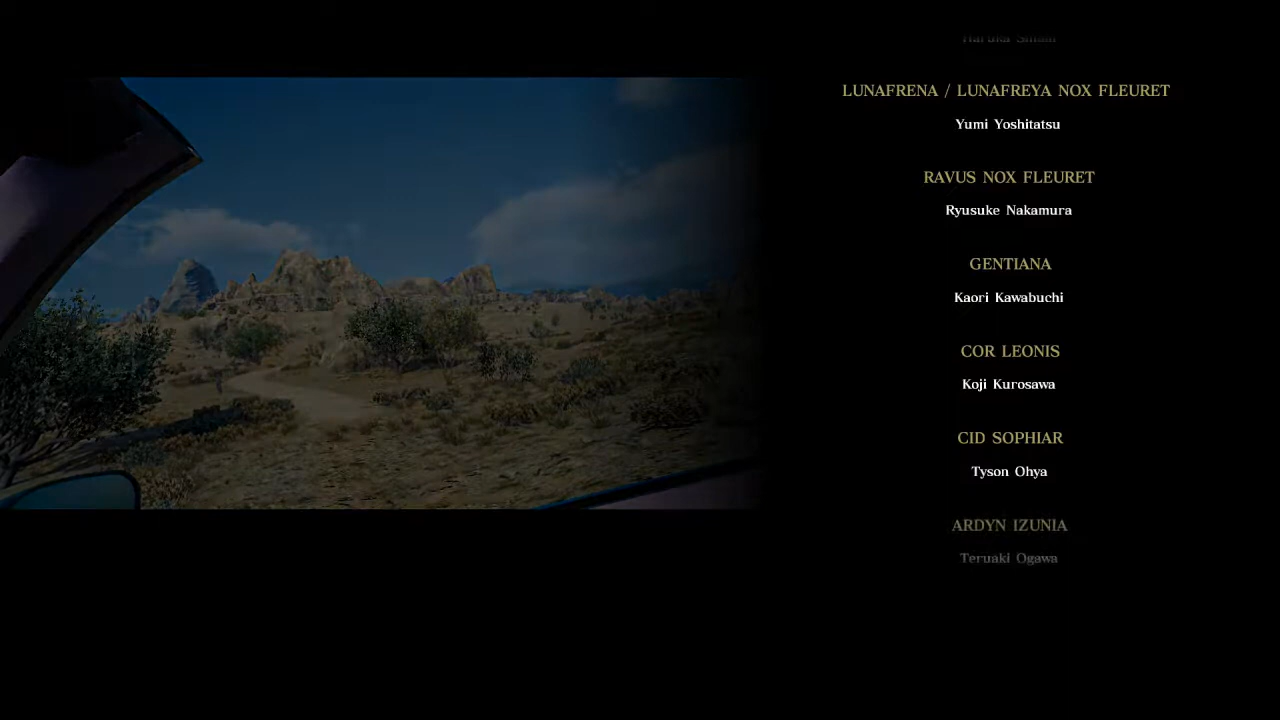 LUNAFRENA / LUNAFREYA NOX FLEURET
Yumi Yoshitatsu
RAVUS NOX FLEURET
Ryusuke Nakamura
GENTIANA
Kaori Kawabuchi
COR LEONIS
Koji Kurosawa
CID SOPHIAR
Tyson Ohya
ARDYN IZUNIA
Teruaki Ogawa